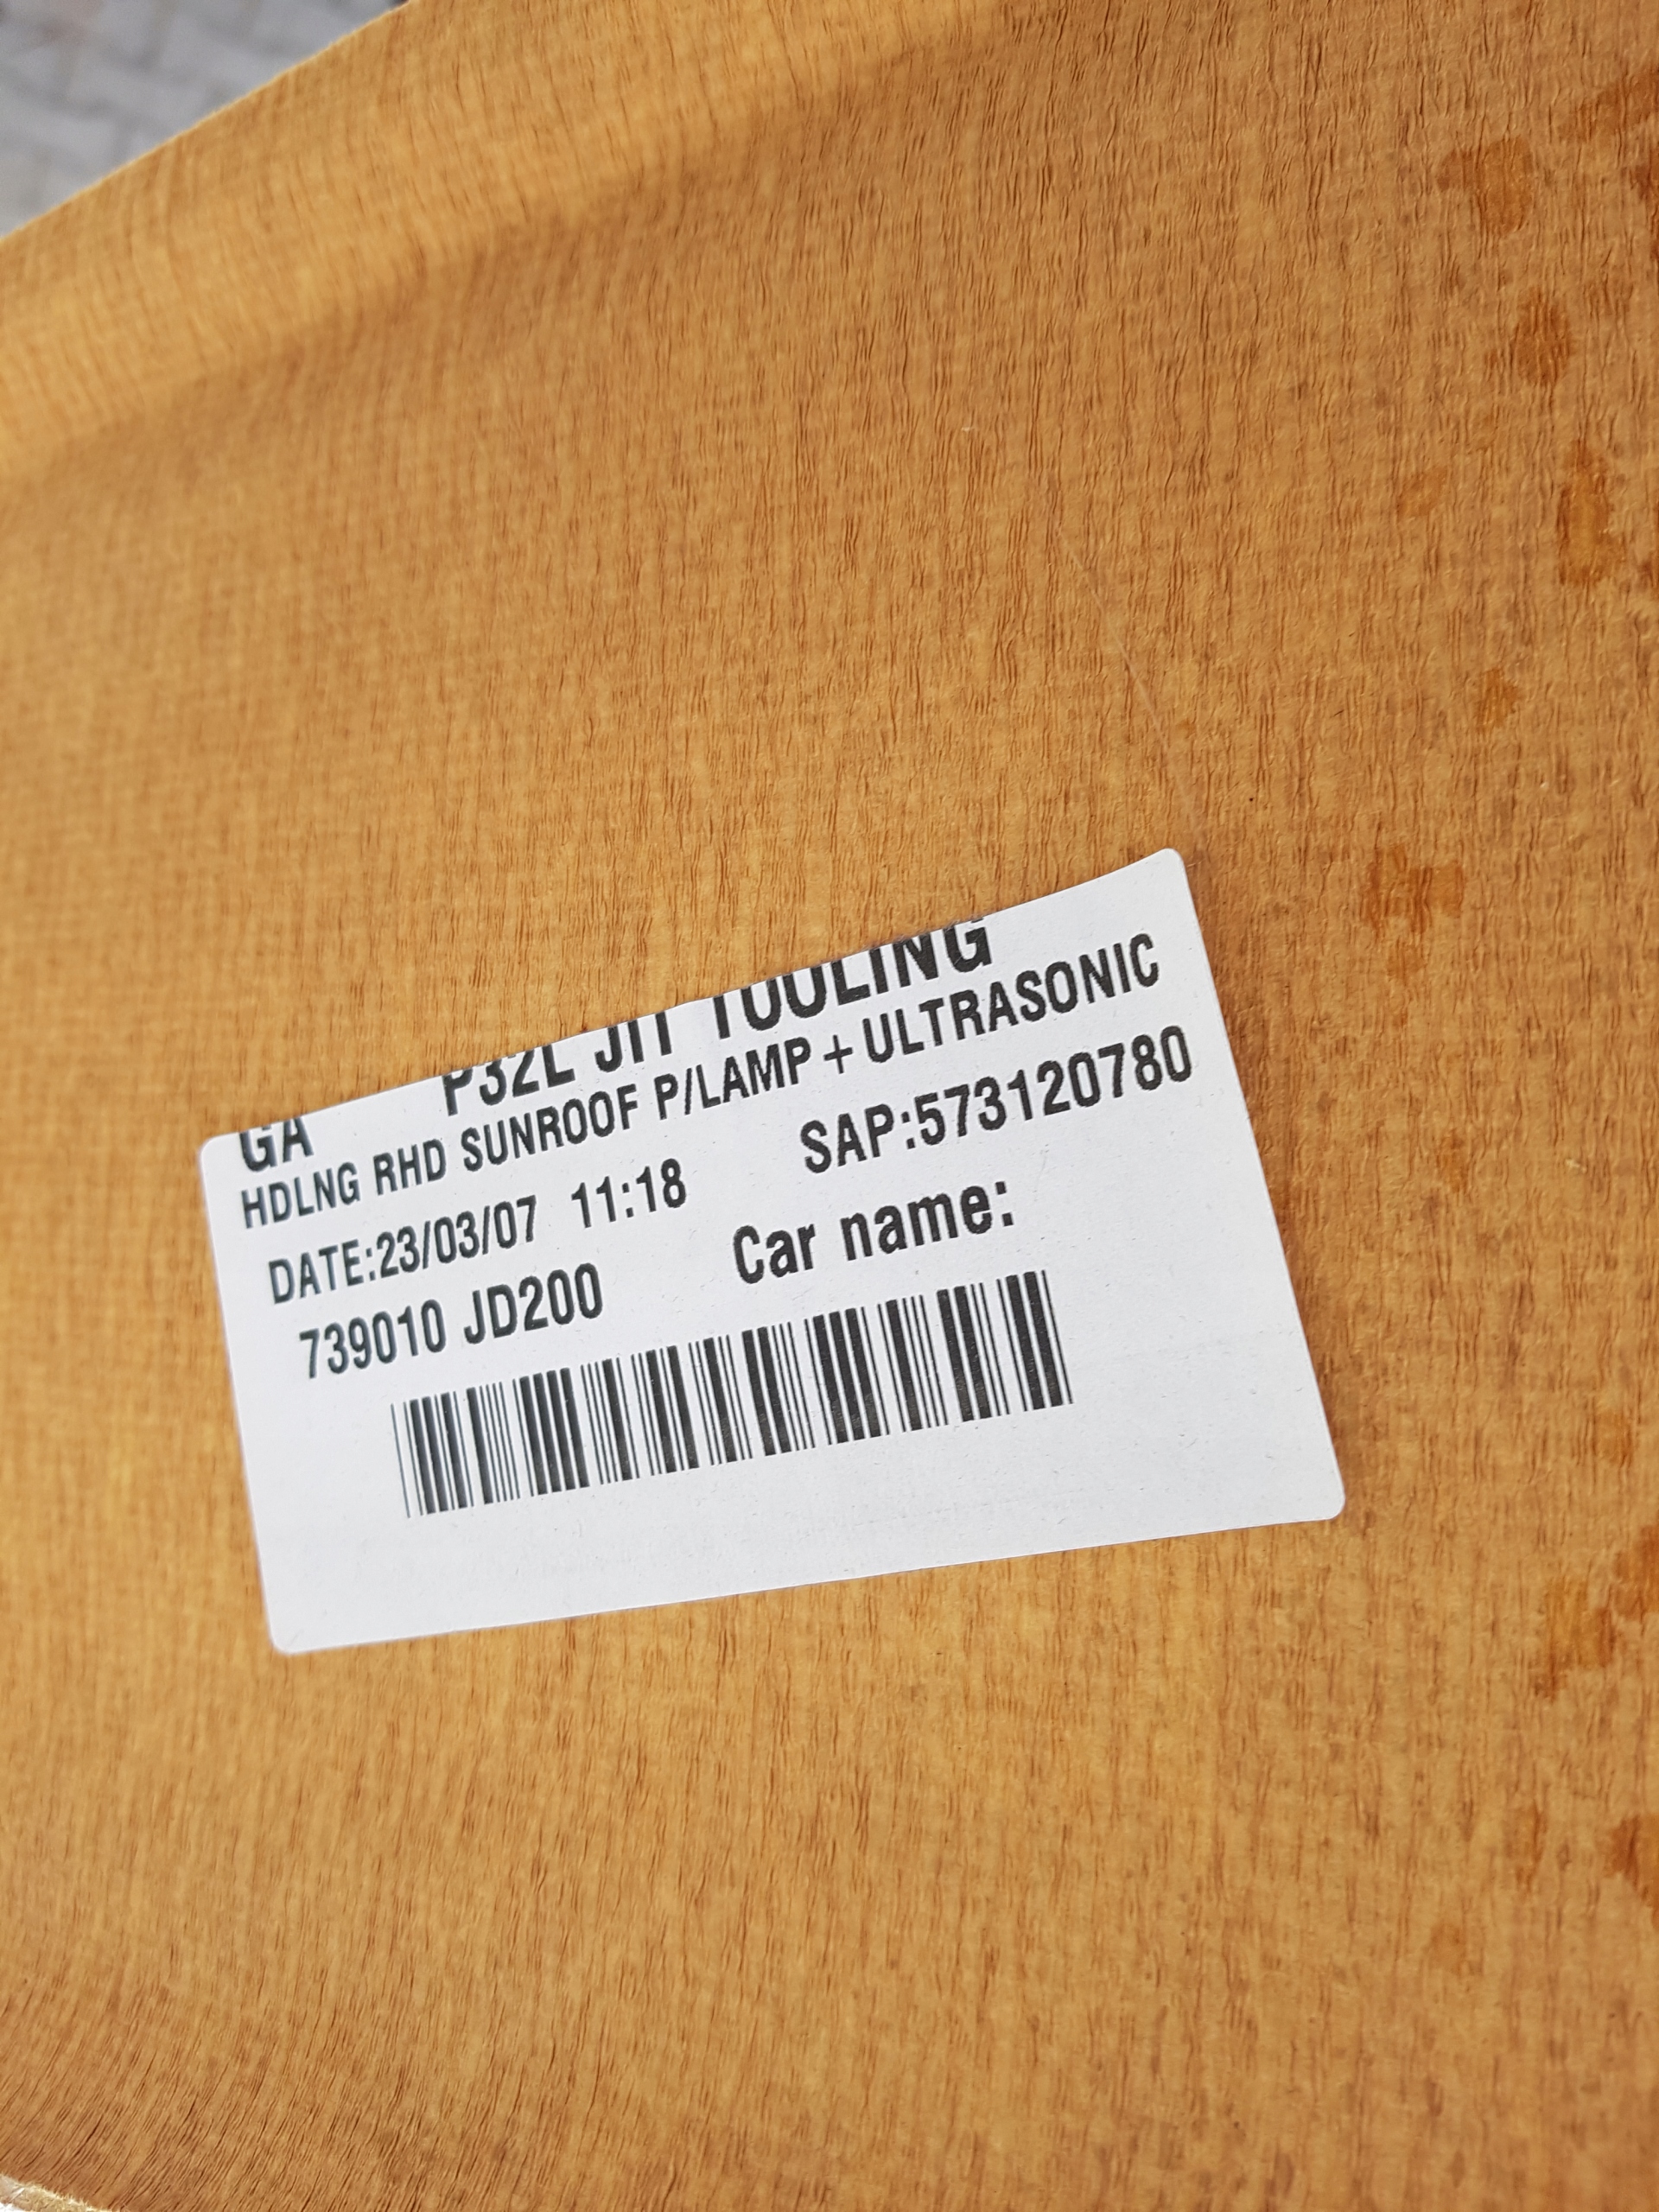 GA P32L JIT TOOLING
HDLNG RHD SUNROOF P/LAMP + ULTRASONIC
DATE:23/03/07 11:18 SAP:573120780
739010 JD200 Car name: